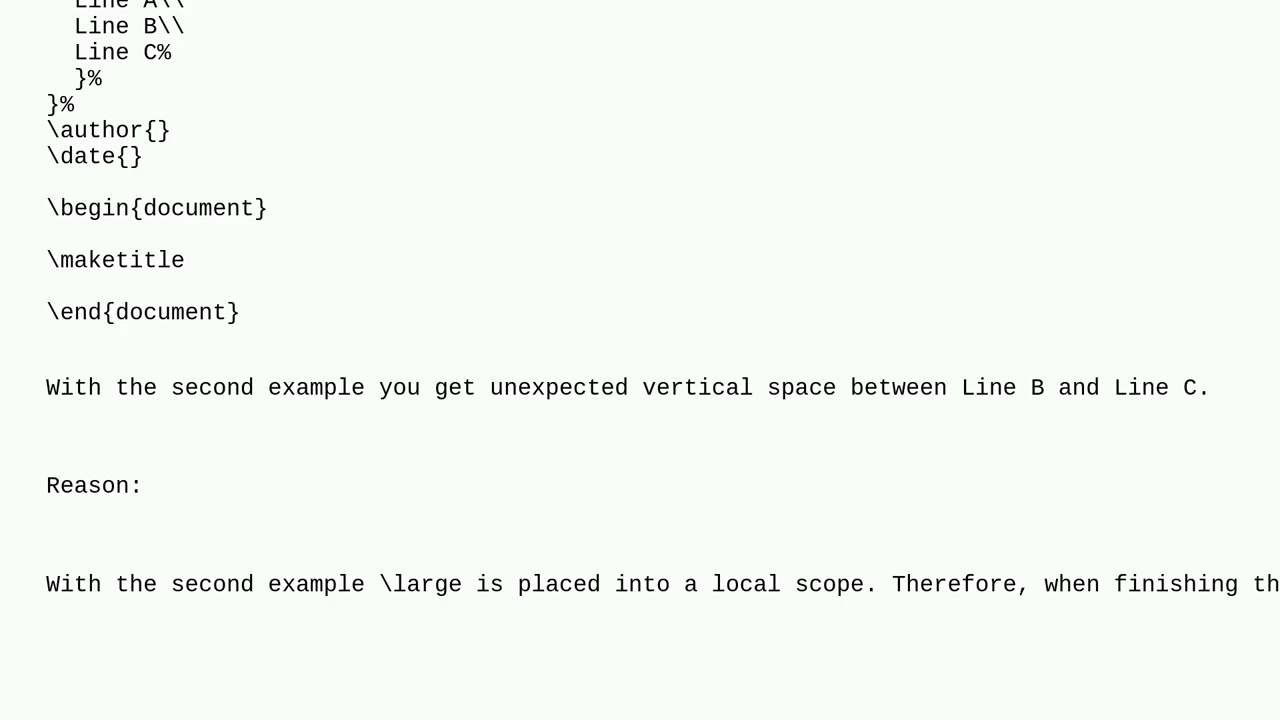 Line A\\
Line B\\
Line C%
}%
}%
\author{}
\date{}
\begin{document}
\maketitle
\end{document}
With the second example you get unexpected vertical space between Line B and Line C.
Reason:
With the second example \large is placed into a local scope. Therefore, when finishing th